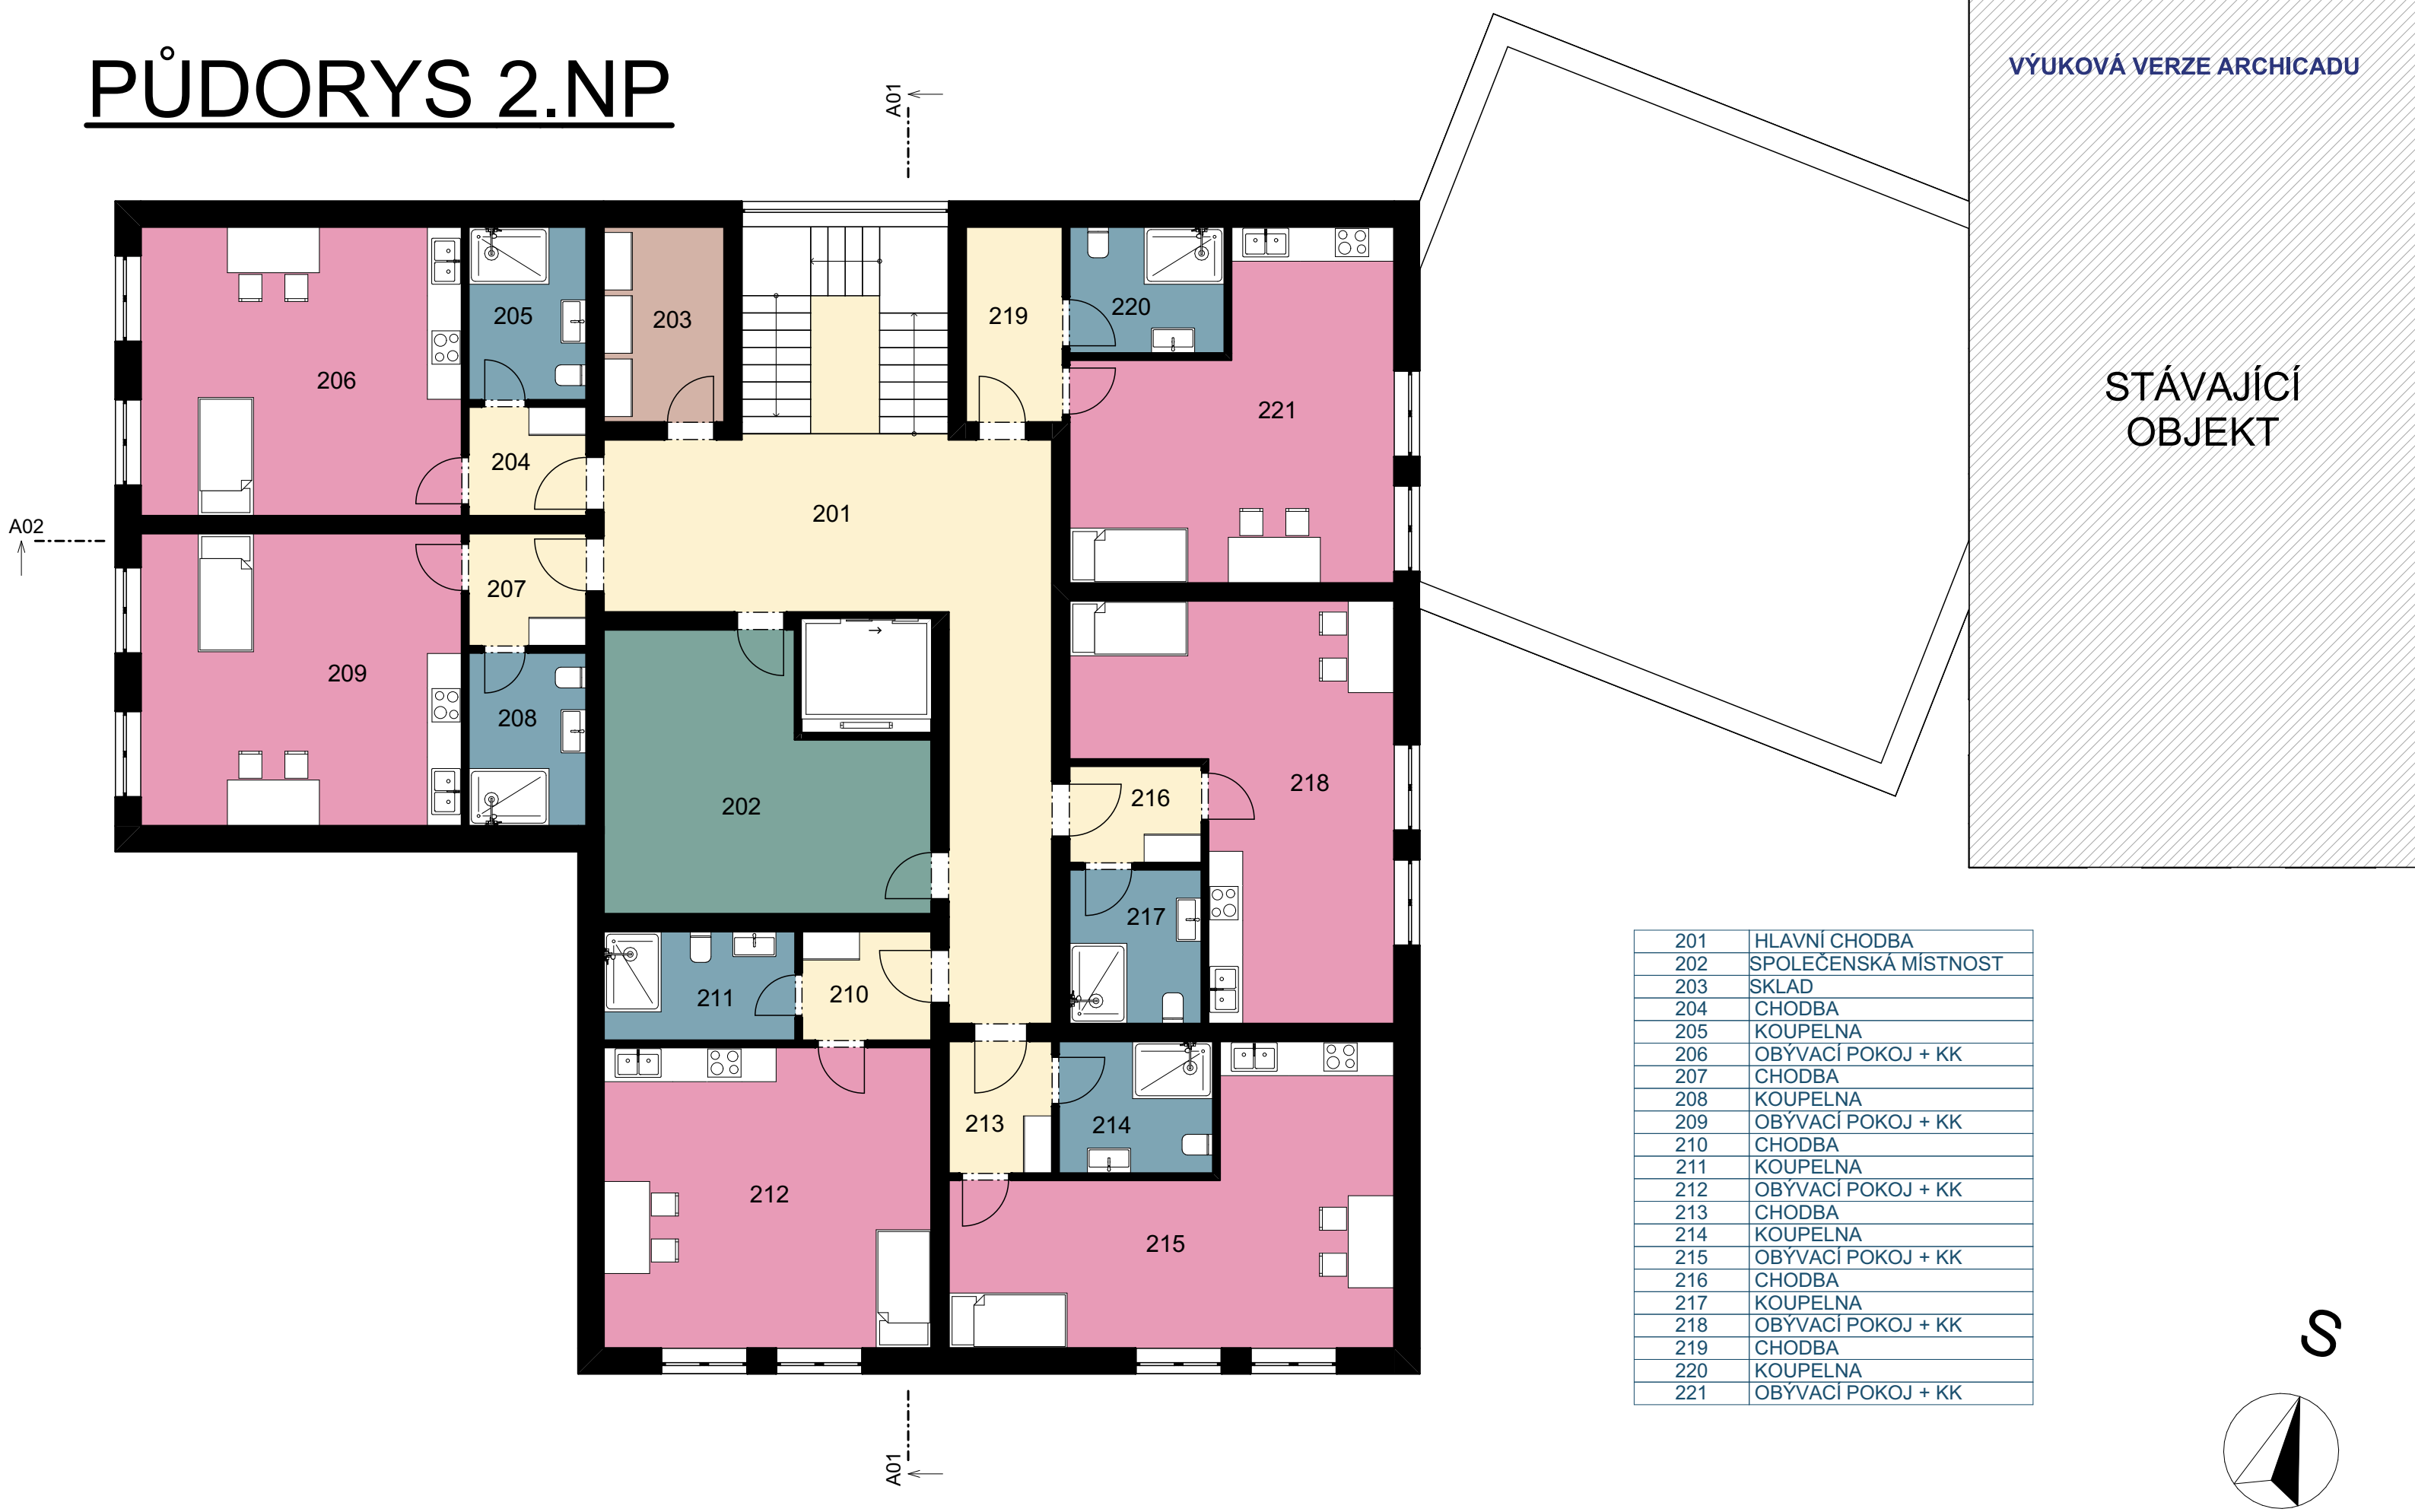 PŮDORYS 2.NP
A01
VÝUKOVÁ VERZE ARCHICADU
STÁVAJÍCÍ
OBJEKT
205
203
219
220
206
221
204
201
A02
207
209
208
202
218
216
217
211
210
213
214
212
215
201 HLAVNÍ CHODBA
202 SPOLEČENSKÁ MÍSTNOST
203 SKLAD
204 CHODBA
205 KOUPELNA
206 OBÝVACÍ POKOJ + KK
207 CHODBA
208 KOUPELNA
209 OBÝVACÍ POKOJ + KK
210 CHODBA
211 KOUPELNA
212 OBÝVACÍ POKOJ + KK
213 CHODBA
214 KOUPELNA
215 OBÝVACÍ POKOJ + KK
216 CHODBA
217 KOUPELNA
218 OBÝVACÍ POKOJ + KK
219 CHODBA
220 KOUPELNA
221 OBÝVACÍ POKOJ + KK
S
A01